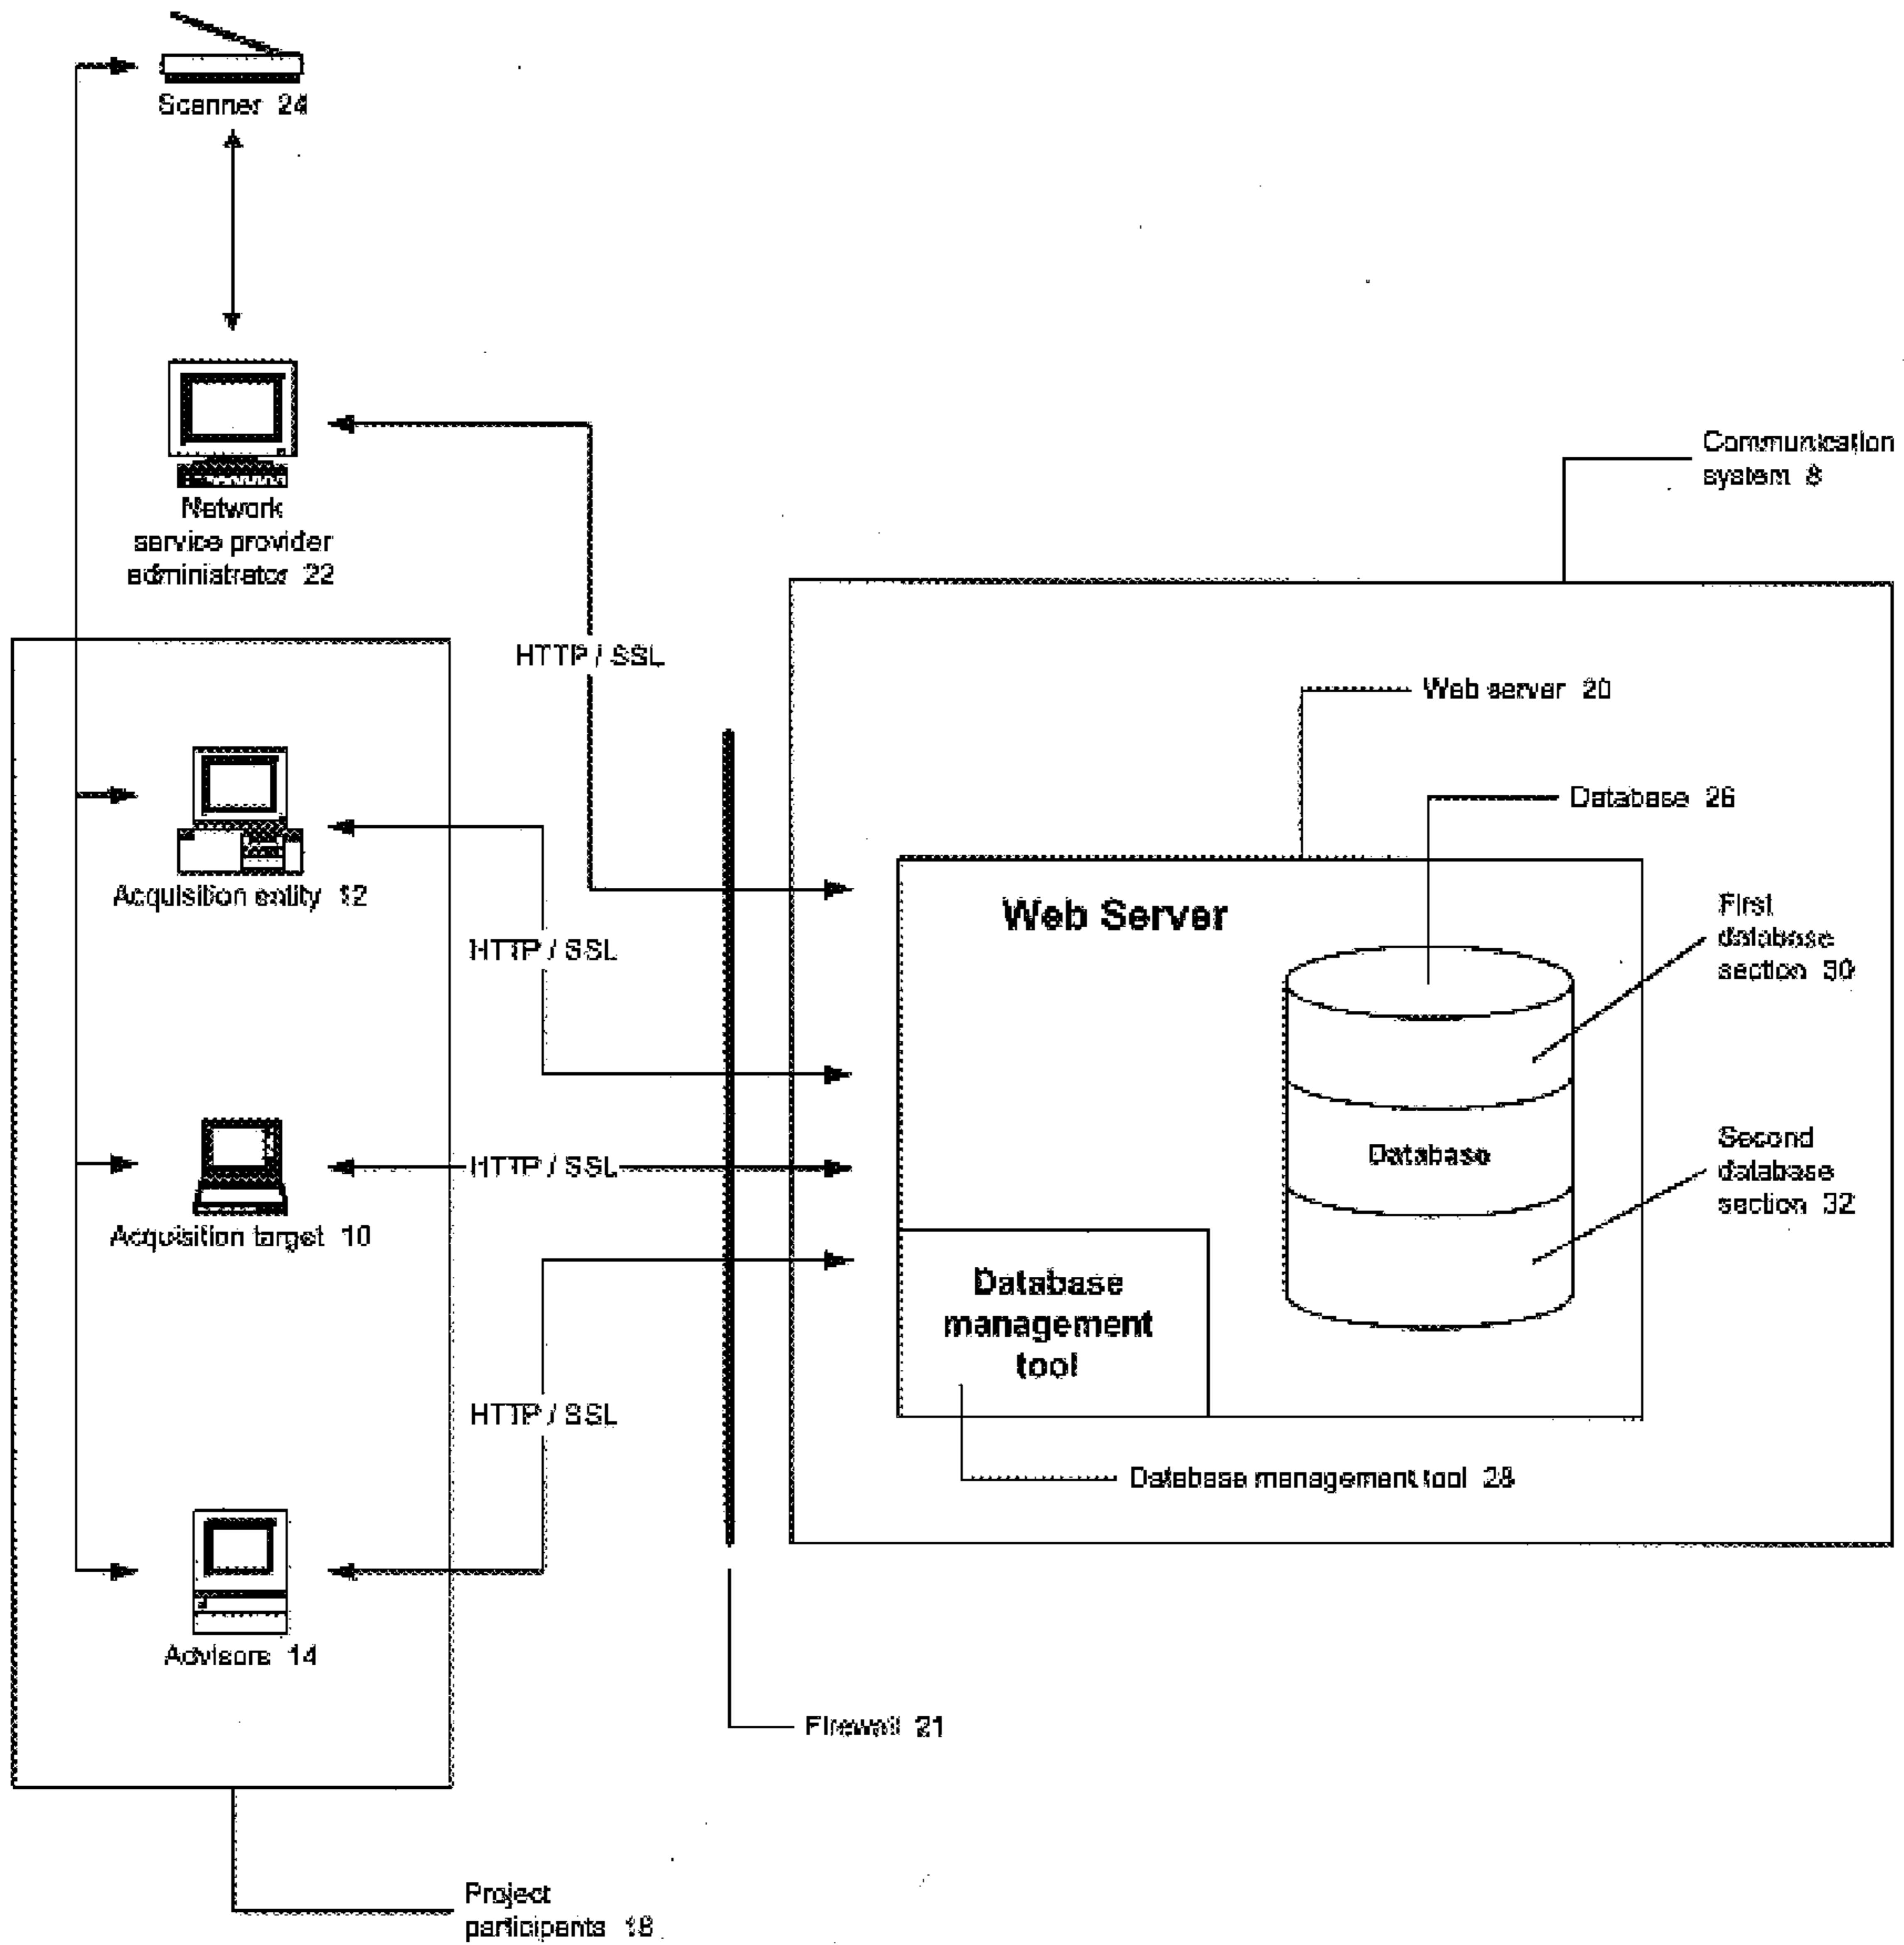 Scanner 24
Network
service provider
administrator 22
Communication
system 8
HTTP / SSL
Web server 20
Database 26
Acquisition entity 12
Web Server
First
database
section 30
HTTP / SSL
Database
Second
database
section 32
HTTP / SSL
Acquisition target 10
Database
management
tool
HTTP / SSL
Database management tool 28
Advisors 14
Firewall 21
Project
participants